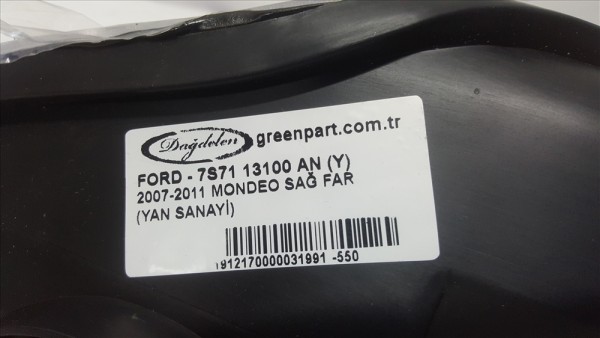 Dağdelen greenpart.com.tr
FORD - 7S71 13100 AN (Y)
2007-2011 MONDEO SAĞ FAR
(YAN SANAYİ)
1912170000031991 -550